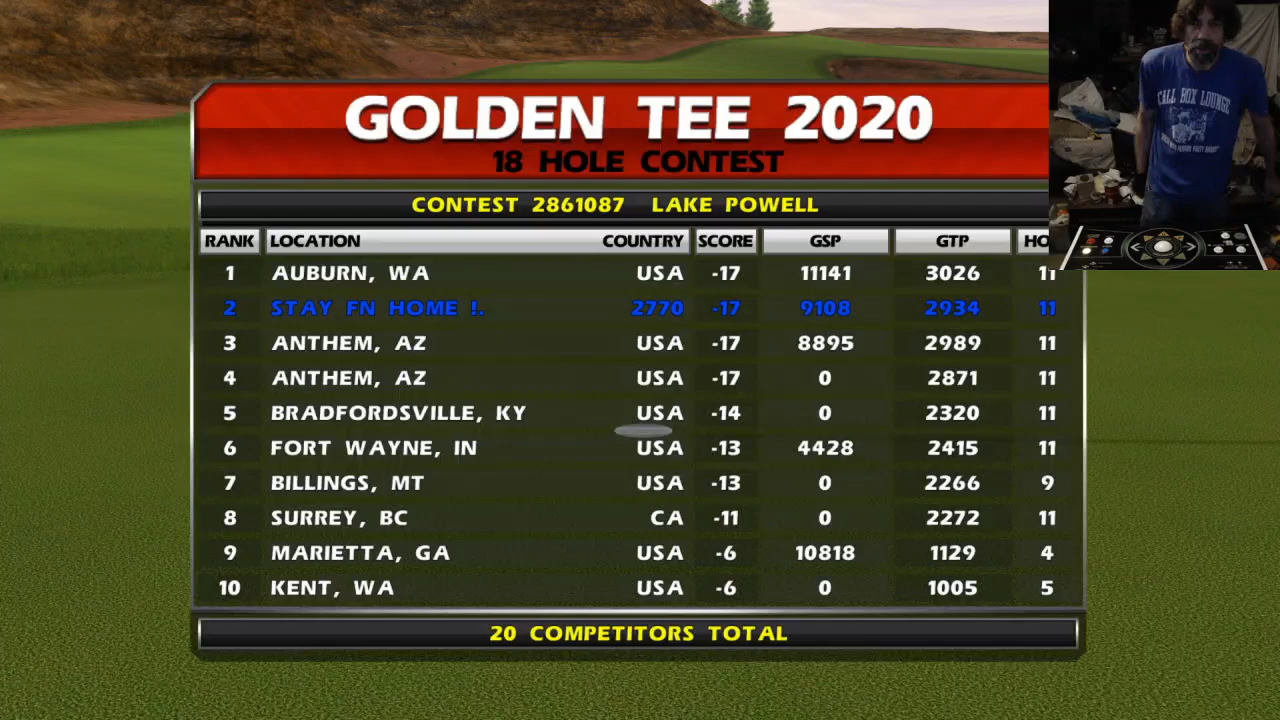 GOLDEN TEE 2020
18 HOLE CONTEST
CONTEST 2861087 LAKE POWELL
RANK LOCATION COUNTRY SCORE GSP GTP HO
1 AUBURN, WA USA -17 11141 3026 11
2 STAY FN HOME !. 2770 -17 9108 2934 11
3 ANTHEM, AZ USA -17 8895 2989 11
4 ANTHEM, AZ USA -17 0 2871 11
5 BRADFORDSVILLE, KY USA -14 0 2320 11
6 FORT WAYNE, IN USA -13 4428 2415 11
7 BILLINGS, MT USA -13 0 2266 9
8 SURREY, BC CA -11 0 2272 11
9 MARIETTA, GA USA -6 10818 1129 4
10 KENT, WA USA -6 0 1005 5
20 COMPETITORS TOTAL
CALL BOX LOUNGE